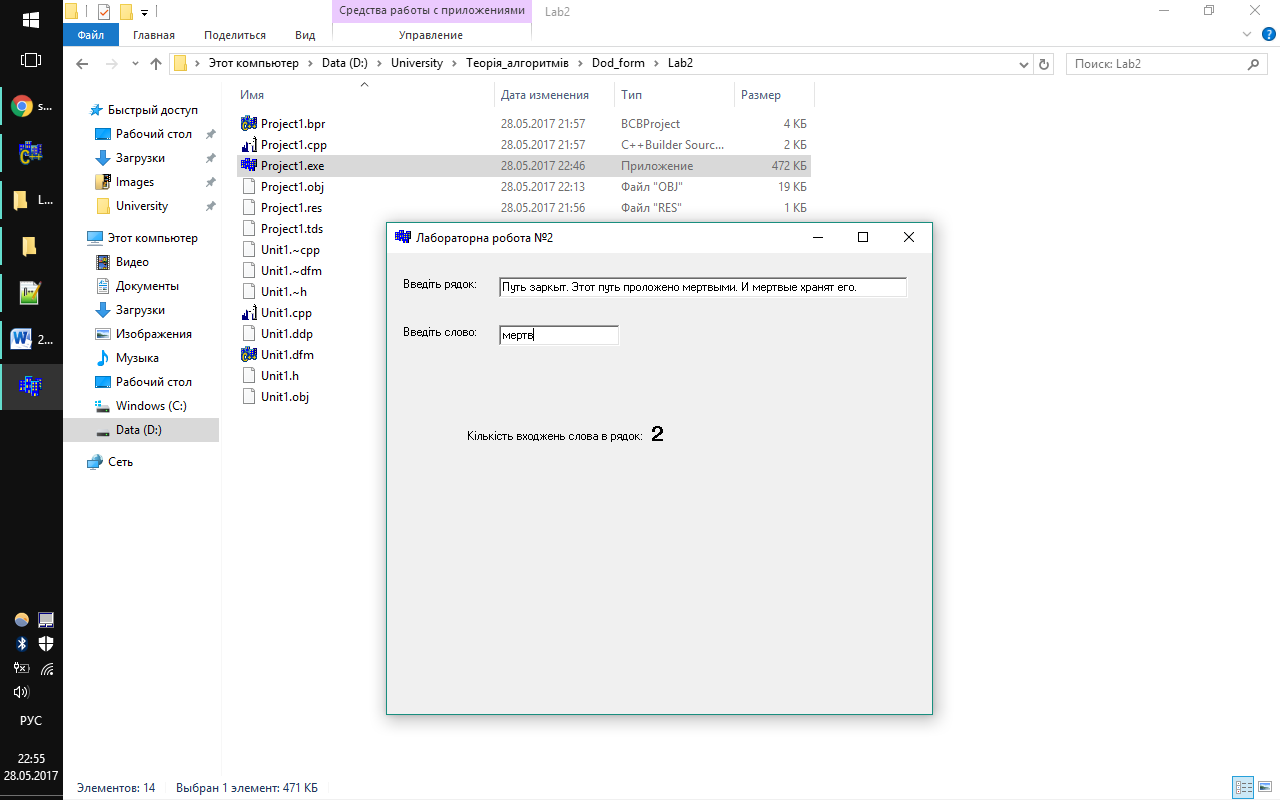 Средства работы с приложениями
Lab2
Файл
Главная
Поделиться
Вид
Управление
Этот компьютер
Data (D:)
University
Теорія_алгоритмів
Dod_form
Lab2
Поиск: Lab2
Имя
Дата изменения
Тип
Размер
s...
L...
2...
Быстрый доступ
Рабочий стол
Загрузки
Images
University
Этот компьютер
Видео
Документы
Загрузки
Изображения
Музыка
Рабочий стол
Windows (C:)
Data (D:)
Сеть
Project1.bpr 28.05.2017 21:57 BCBProject 4 КБ
Project1.cpp 28.05.2017 21:57 C++Builder Sourc... 2 КБ
Project1.exe 28.05.2017 22:46 Приложение 472 КБ
Project1.obj 28.05.2017 22:13 Файл "OBJ" 19 КБ
Project1.res 28.05.2017 21:56 Файл "RES" 1 КБ
Project1.tds
Unit1.~cpp
Unit1.~dfm
Unit1.~h
Unit1.cpp
Unit1.ddp
Unit1.dfm
Unit1.h
Unit1.obj
Лабораторна робота №2
Введіть рядок: Путь заркыт. Этот путь проложено мертвыми. И мертвые хранят его.
Введіть слово: мертв
Кількість входжень слова в рядок: 2
РУС
22:55
28.05.2017
Элементов: 14
Выбран 1 элемент: 471 КБ